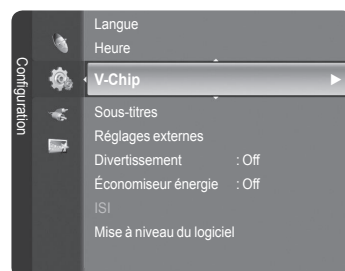 Configuration
Langue
Heure
V-Chip
Sous-titres
Réglages externes
Divertissement : Off
Économiseur énergie : Off
ISI
Mise à niveau du logiciel